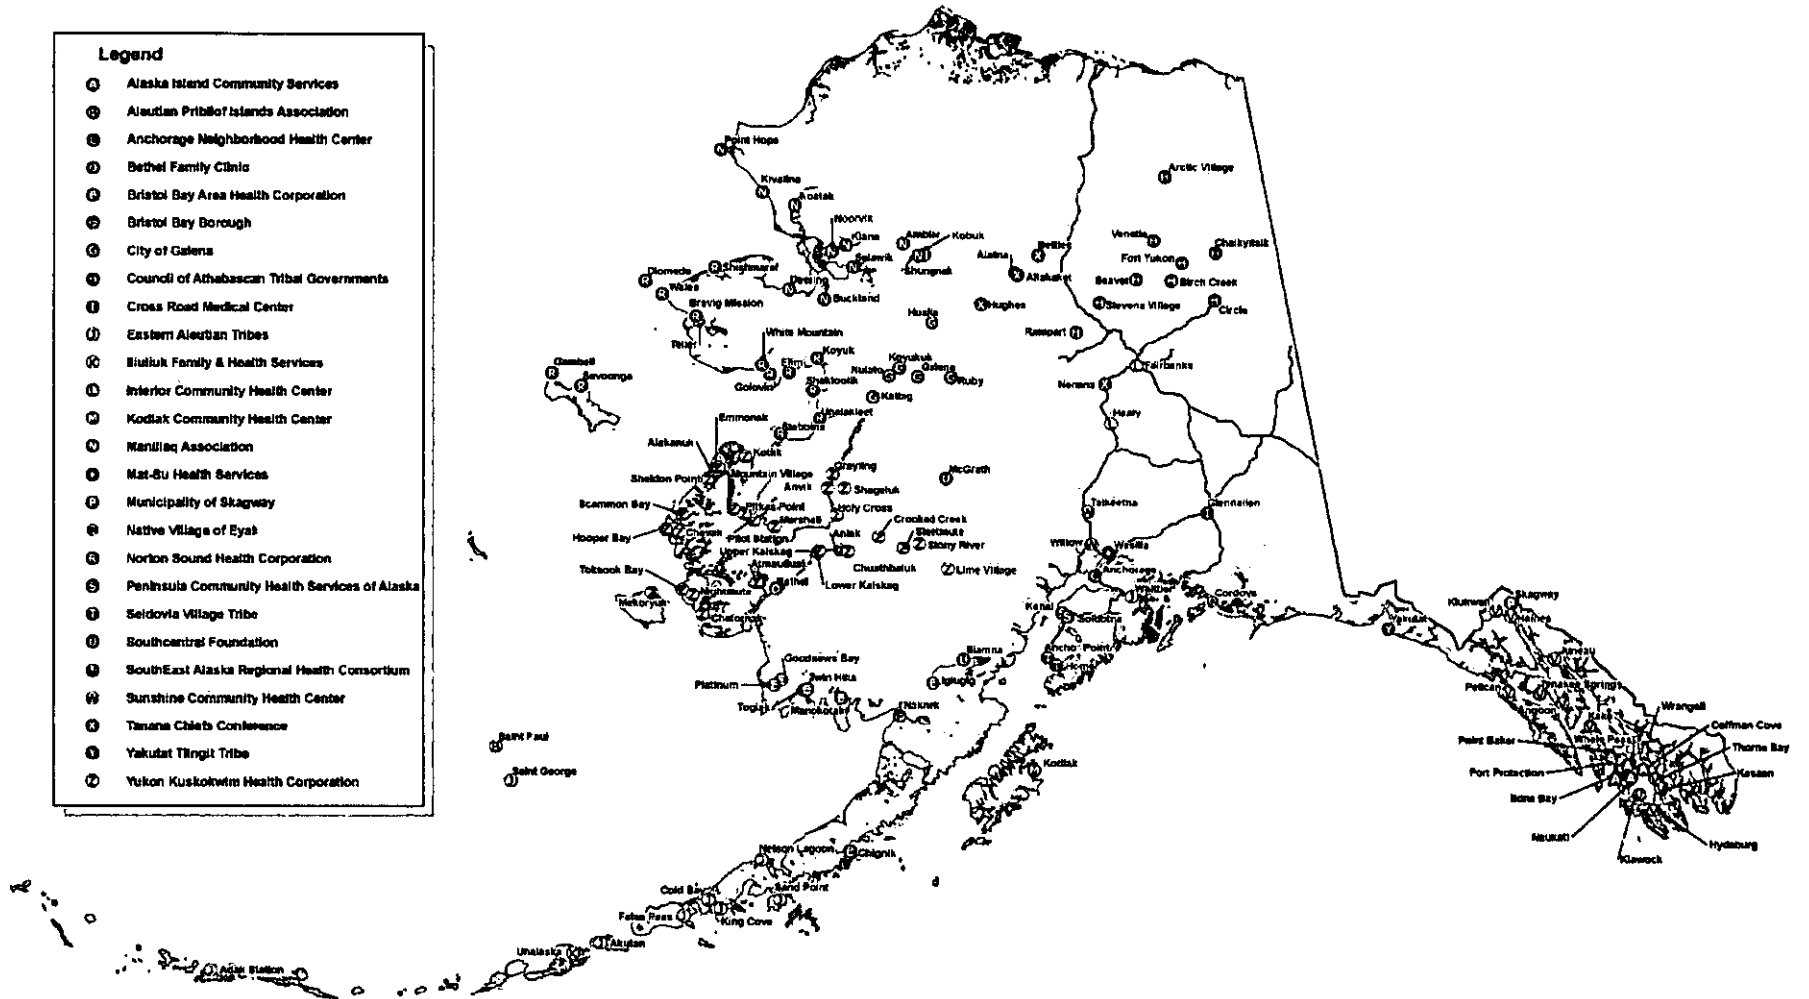 Legend
Alaska Island Community Services
Aleutian Pribilof Islands Association
Anchorage Neighborhood Health Center
Bethel Family Clinic
Bristol Bay Area Health Corporation
Bristol Bay Borough
City of Galena
Council of Athabascan Tribal Governments
Cross Road Medical Center
Eastern Aleutian Tribes
Iliuliuk Family & Health Services
Interior Community Health Center
Kodiak Community Health Center
Maniilaq Association
Mat-Su Health Services
Municipality of Skagway
Native Village of Eyak
Norton Sound Health Corporation
Peninsula Community Health Services of Alaska
Seldovia Village Tribe
Southcentral Foundation
SouthEast Alaska Regional Health Consortium
Sunshine Community Health Center
Tanana Chiefs Conference
Yakutat Tlingit Tribe
Yukon Kuskokwim Health Corporation
Point Hope
Kivalina
Noatak
Noorvik
Kiana
Ambler
Kobuk
Selawik
Shungnak
Deering
Buckland
Diomede
Shishmaref
Wales
Brevig Mission
Teller
White Mountain
Golovin
Elim
Koyuk
Shaktoolik
Unalakleet
Stebbins
Gambell
Savoonga
Arctic Village
Venetie
Chalkyitsik
Fort Yukon
Beaver
Birch Creek
Stevens Village
Circle
Rampart
Bettles
Alatna
Allakaket
Hughes
Huslia
Koyukuk
Nulato
Galena
Ruby
Kaltag
Fairbanks
Nenana
Healy
Emmonak
Alakanuk
Kotlik
Sheldon Point
Mountain Village
Scammon Bay
Pitkas Point
Hooper Bay
Chevak
Pilot Station
Marshall
Grayling
Anvik
Shageluk
Holy Cross
McGrath
Crooked Creek
Aniak
Sleetmute
Stony River
Upper Kalskag
Chuathbaluk
Lime Village
Lower Kalskag
Atmautluak
Toksook Bay
Bethel
Nightmute
Mekoryuk
Chefornak
Goodnews Bay
Platinum
Twin Hills
Togiak
Manokotak
Naknek
Iliamna
Igiugig
Talkeetna
Glennallen
Willow
Wasilla
Anchorage
Whittier
Cordova
Kenai
Soldotna
Anchor Point
Homer
Kodiak
Saint Paul
Saint George
Nelson Lagoon
Chignik
Cold Bay
Sand Point
False Pass
King Cove
Akutan
Unalaska
Adak Station
Yakutat
Klukwan
Skagway
Haines
Juneau
Pelican
Tenakee Springs
Angoon
Kake
Wrangell
Whale Pass
Coffman Cove
Point Baker
Thorne Bay
Port Protection
Kasaan
Edna Bay
Naukati
Hydaburg
Klawock